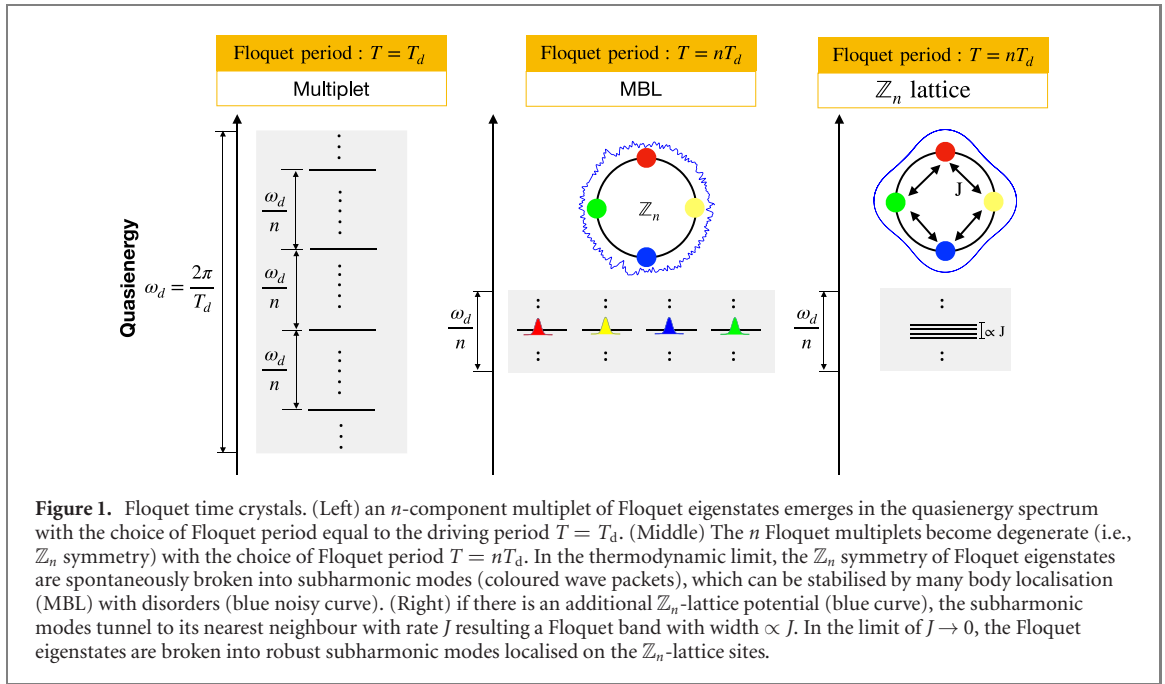 Floquet period : T = T_d
Multiplet
Floquet period : T = nT_d
MBL
Floquet period : T = nT_d
ℤ_n lattice
Quasienergy
ω_d = 2π/T_d
ω_d/n
ω_d/n
ω_d/n
ℤ_n
ω_d/n
J
ω_d/n
∝ J
Figure 1. Floquet time crystals. (Left) an n-component multiplet of Floquet eigenstates emerges in the quasienergy spectrum
with the choice of Floquet period equal to the driving period T = T_d. (Middle) The n Floquet multiplets become degenerate (i.e.,
ℤ_n symmetry) with the choice of Floquet period T = nT_d. In the thermodynamic limit, the ℤ_n symmetry of Floquet eigenstates
are spontaneously broken into subharmonic modes (coloured wave packets), which can be stabilised by many body localisation
(MBL) with disorders (blue noisy curve). (Right) if there is an additional ℤ_n-lattice potential (blue curve), the subharmonic
modes tunnel to its nearest neighbour with rate J resulting a Floquet band with width ∝ J. In the limit of J → 0, the Floquet
eigenstates are broken into robust subharmonic modes localised on the ℤ_n-lattice sites.